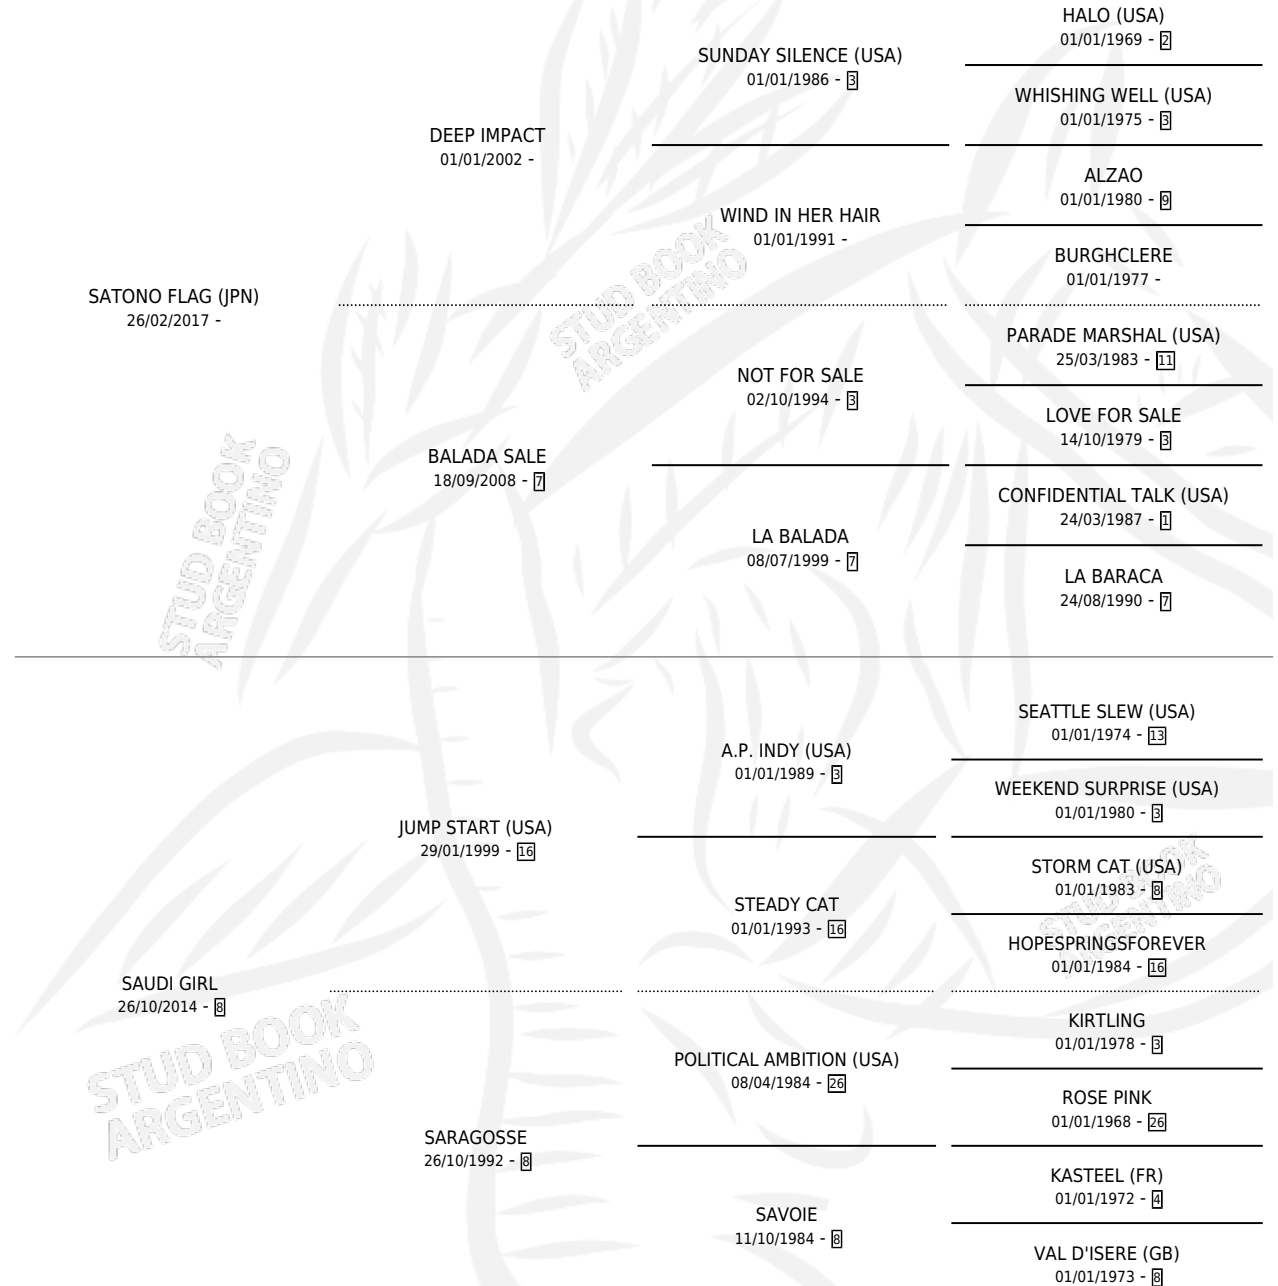 HALO (USA)
01/01/1969 - 2
SUNDAY SILENCE (USA)
01/01/1986 - 3
WHISHING WELL (USA)
01/01/1975 - 3
DEEP IMPACT
01/01/2002 -
ALZAO
01/01/1980 - 9
WIND IN HER HAIR
01/01/1991 -
BURGHCLERE
01/01/1977 -
SATONO FLAG (JPN)
26/02/2017 -
PARADE MARSHAL (USA)
25/03/1983 - 11
NOT FOR SALE
02/10/1994 - 3
LOVE FOR SALE
14/10/1979 - 3
BALADA SALE
18/09/2008 - 7
CONFIDENTIAL TALK (USA)
24/03/1987 - 1
LA BALADA
08/07/1999 - 7
LA BARACA
24/08/1990 - 7
SEATTLE SLEW (USA)
01/01/1974 - 13
A.P. INDY (USA)
01/01/1989 - 3
WEEKEND SURPRISE (USA)
01/01/1980 - 3
JUMP START (USA)
29/01/1999 - 16
STORM CAT (USA)
01/01/1983 - 8
STEADY CAT
01/01/1993 - 16
HOPESPRINGSFOREVER
01/01/1984 - 16
SAUDI GIRL
26/10/2014 - 8
KIRTLING
01/01/1978 - 3
POLITICAL AMBITION (USA)
08/04/1984 - 26
ROSE PINK
01/01/1968 - 26
SARAGOSSE
26/10/1992 - 8
KASTEEL (FR)
01/01/1972 - 4
SAVOIE
11/10/1984 - 8
VAL D'ISERE (GB)
01/01/1973 - 8
STUD BOOK
ARGENTINO
STUD BOOK
ARGENTINO
STUD BOOK
ARGENTINO
STUD BOOK
ARGENTINO